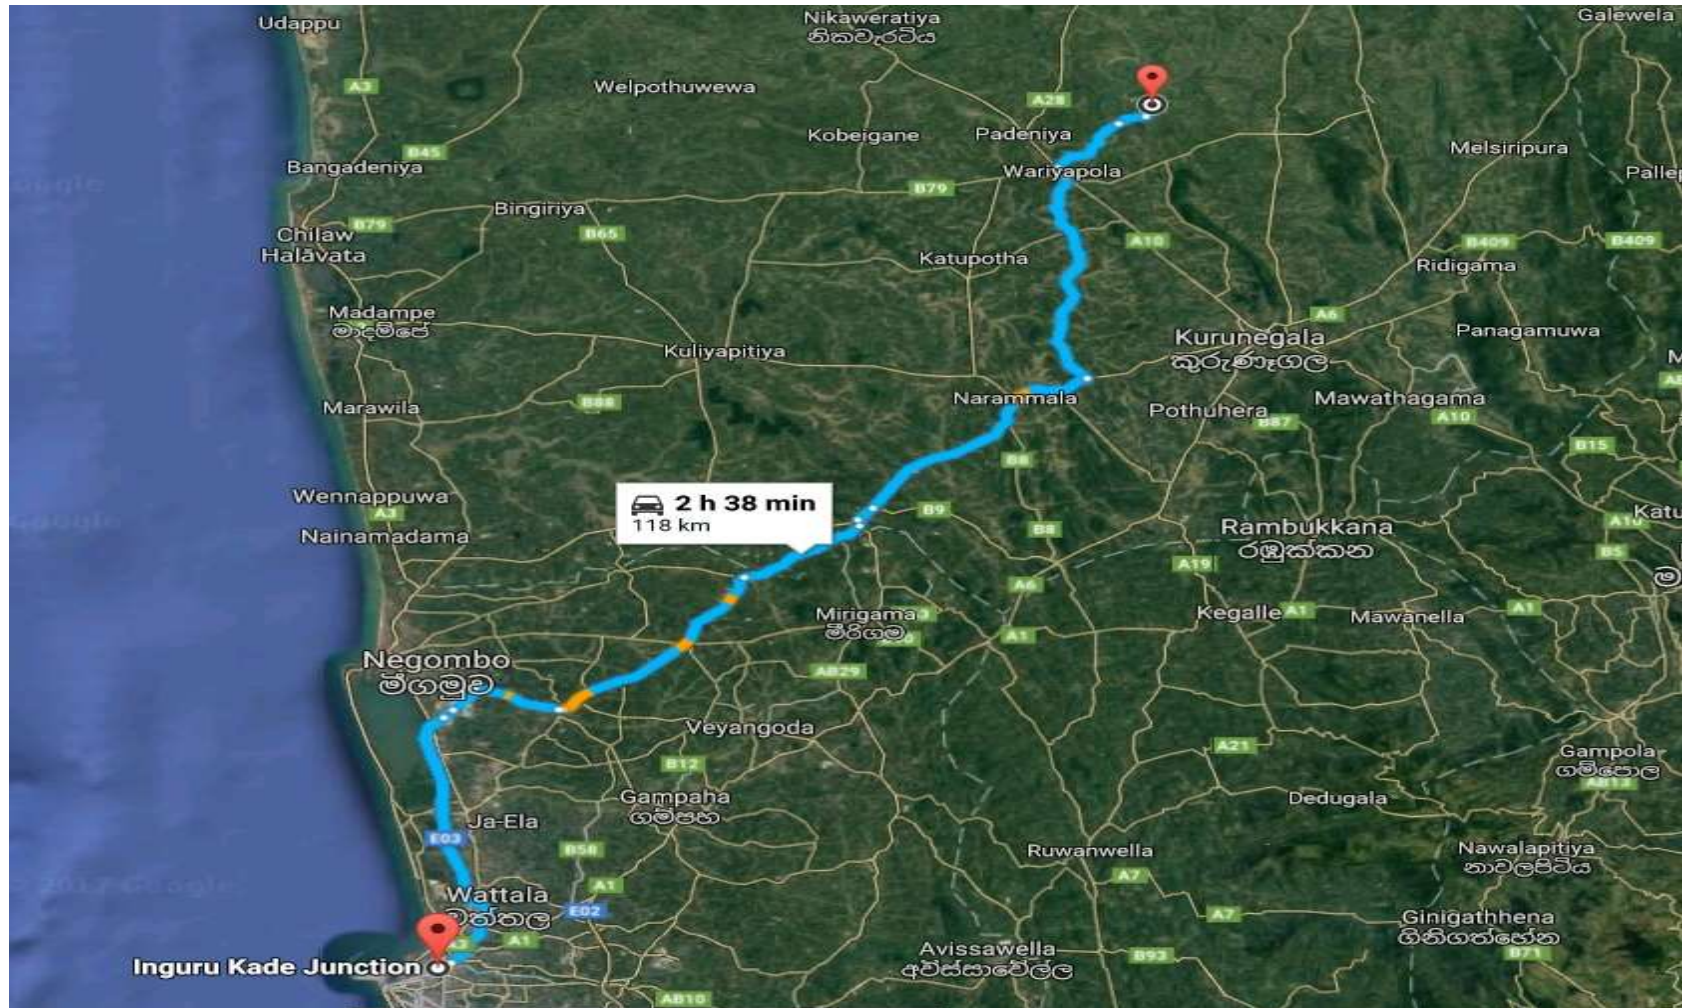 Udappu
Nikaweratiya
නිකවැරටිය
Galewela
A3
Welpothuwewa
A28
Kobeigane
Padeniya
B45
Bangadeniya
Wariyapola
Melsiripura
B79
Bingiriya
B79
Chilaw
Halāvata
B65
Katupotha
A10
B409
B409
Ridigama
Madampe
මාදම්පේ
A6
Kuliyapitiya
Kurunegala
කුරුණෑගල
Panagamuwa
Marawila
B88
Narammala
Pothuhera
B87
Mawathagama
A10
B15
B8
Wennappuwa
A3
2 h 38 min
118 km
B9
B8
Nainamadama
Rambukkana
රඹුක්කන
A19
B5
A6
Mirigama
මීරිගම
Kegalle
A1
Mawanella
A1
A1
Negombo
මීගමුව
AB29
Veyangoda
B12
A21
Gampola
ගම්පොල
Gampaha
ගම්පහ
Dedugala
Ja-Ela
E03
B58
Ruwanwella
Nawalapitiya
නාවලපිටිය
A7
Wattala
වත්තල
A1
E02
A7
Ginigathhena
ගිනිගත්හේන
A1
Avissawella
අවිස්සාවේල්ල
B93
B71
Inguru Kade Junction
AB10